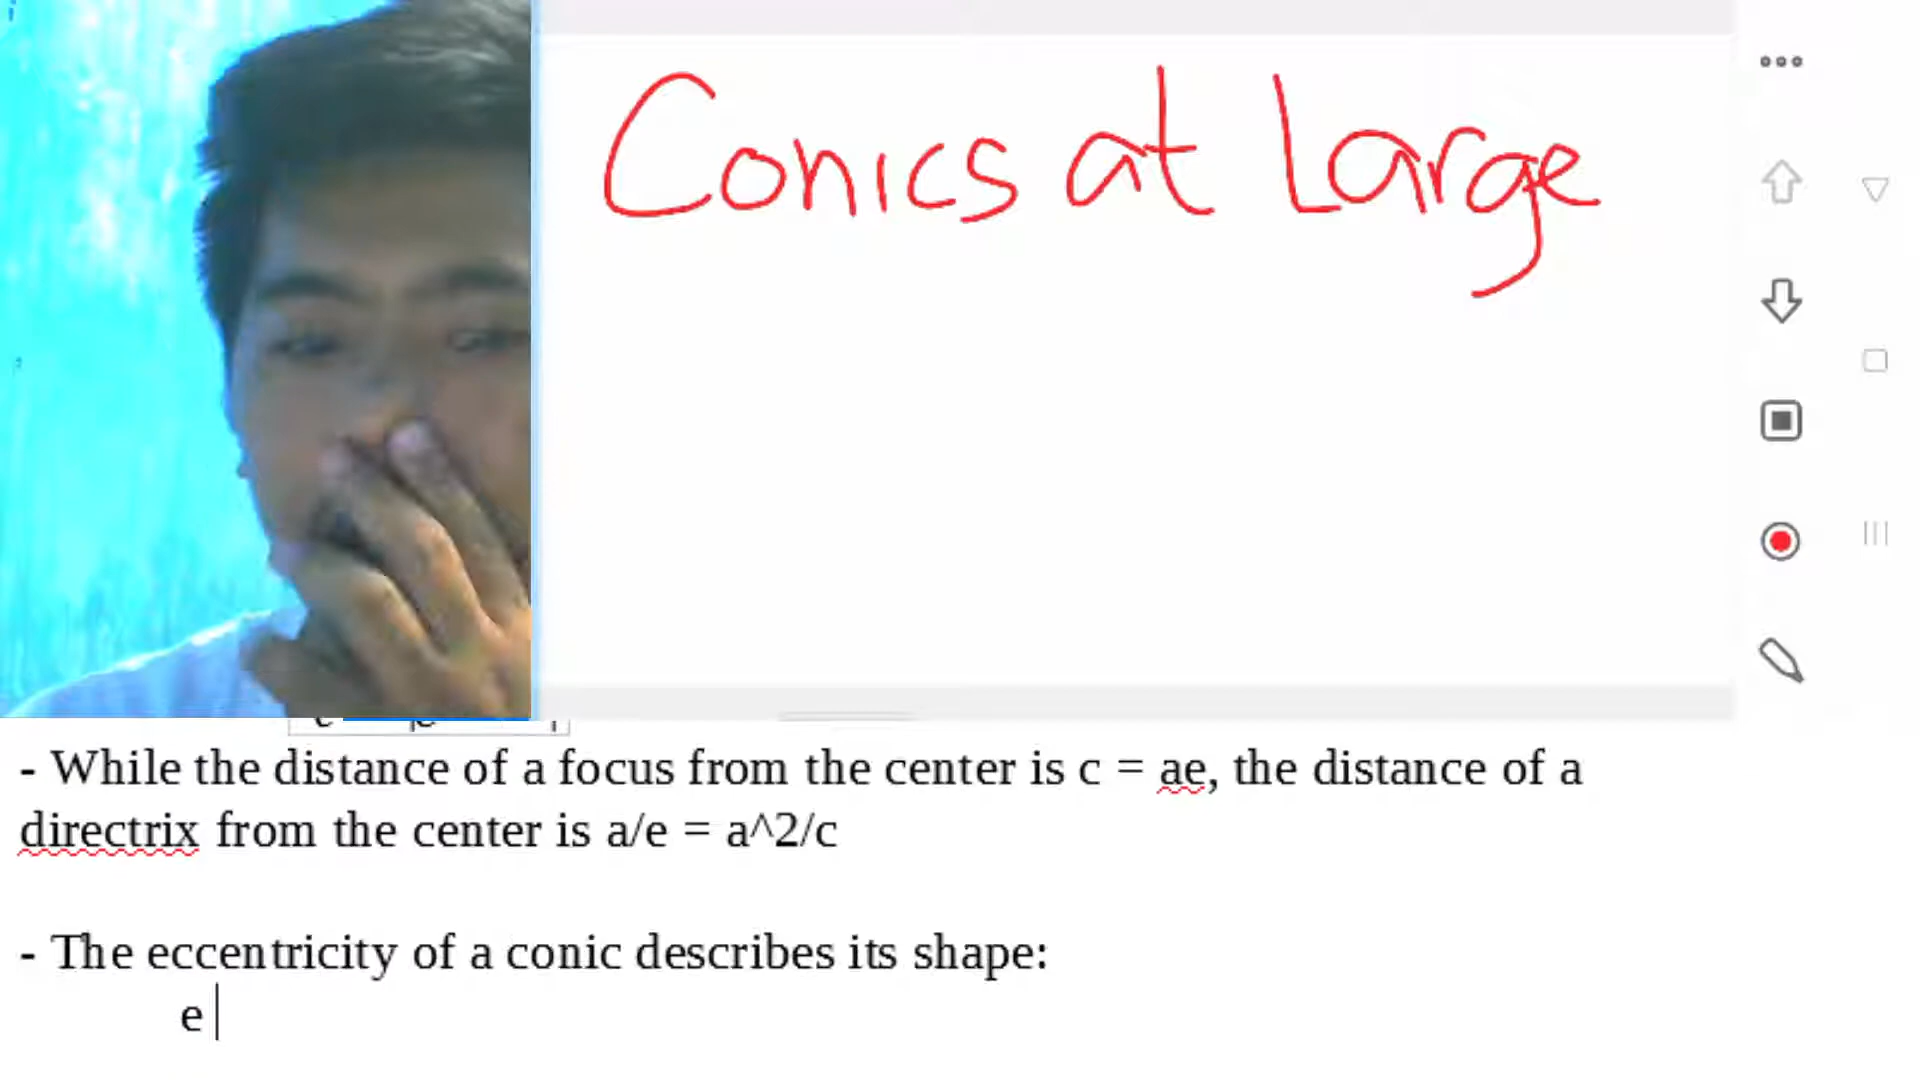 Conics at Large
- While the distance of a focus from the center is c = ae, the distance of a
directrix from the center is a/e = a^2/c
- The eccentricity of a conic describes its shape:
e